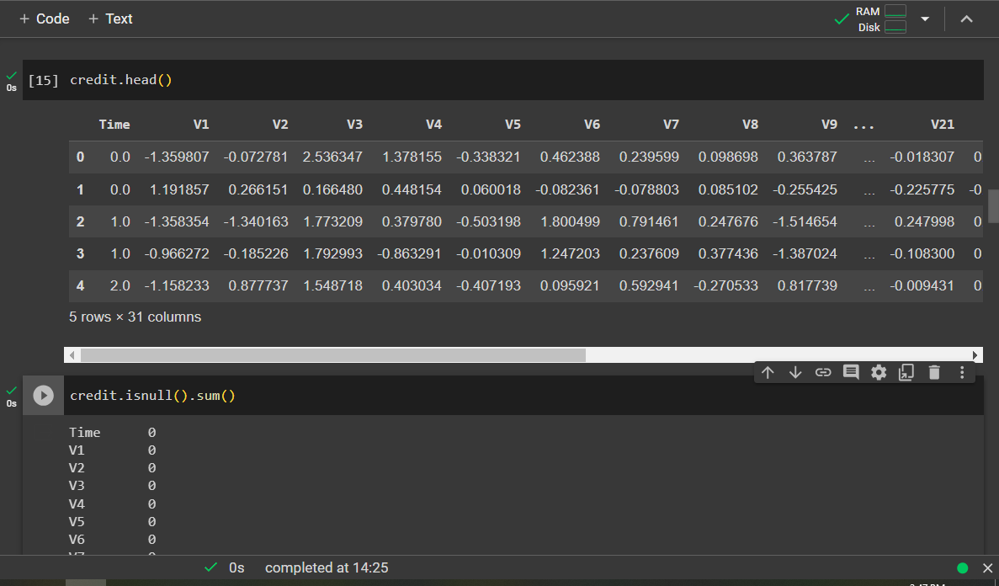 + Code + Text RAM
Disk
0s [15] credit.head()
Time V1 V2 V3 V4 V5 V6 V7 V8 V9 ... V21
0 0.0 -1.359807 -0.072781 2.536347 1.378155 -0.338321 0.462388 0.239599 0.098698 0.363787 ... -0.018307 0
1 0.0 1.191857 0.266151 0.166480 0.448154 0.060018 -0.082361 -0.078803 0.085102 -0.255425 ... -0.225775 -0
2 1.0 -1.358354 -1.340163 1.773209 0.379780 -0.503198 1.800499 0.791461 0.247676 -1.514654 ... 0.247998 0
3 1.0 -0.966272 -0.185226 1.792993 -0.863291 -0.010309 1.247203 0.237609 0.377436 -1.387024 ... -0.108300 0
4 2.0 -1.158233 0.877737 1.548718 0.403034 -0.407193 0.095921 0.592941 -0.270533 0.817739 ... -0.009431 0
5 rows × 31 columns
0s credit.isnull().sum()
Time 0
V1 0
V2 0
V3 0
V4 0
V5 0
V6 0
0s completed at 14:25